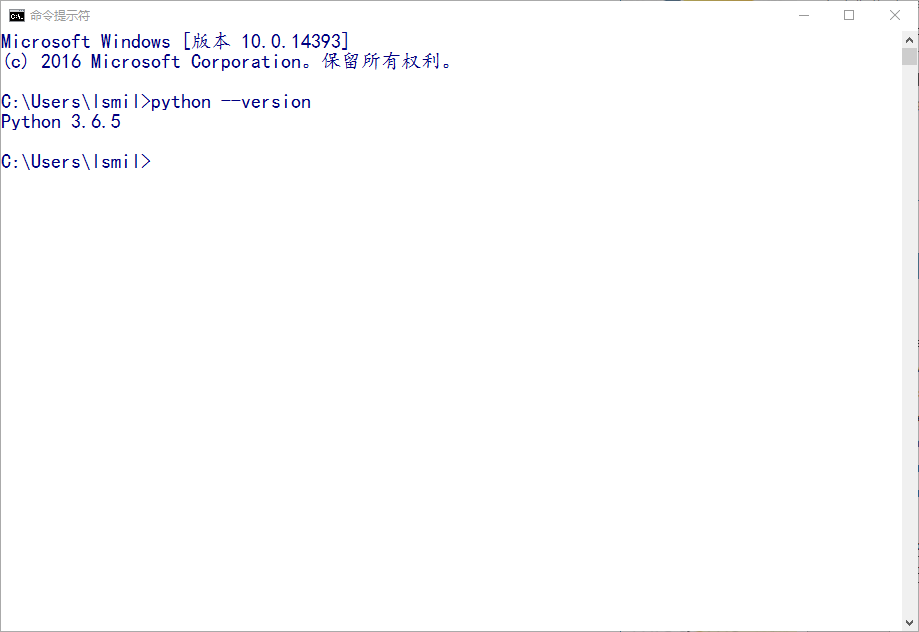 命令提示符
Microsoft Windows [版本 10.0.14393]
(c) 2016 Microsoft Corporation。保留所有权利。
C:\Users\lsmil>python --version
Python 3.6.5
C:\Users\lsmil>